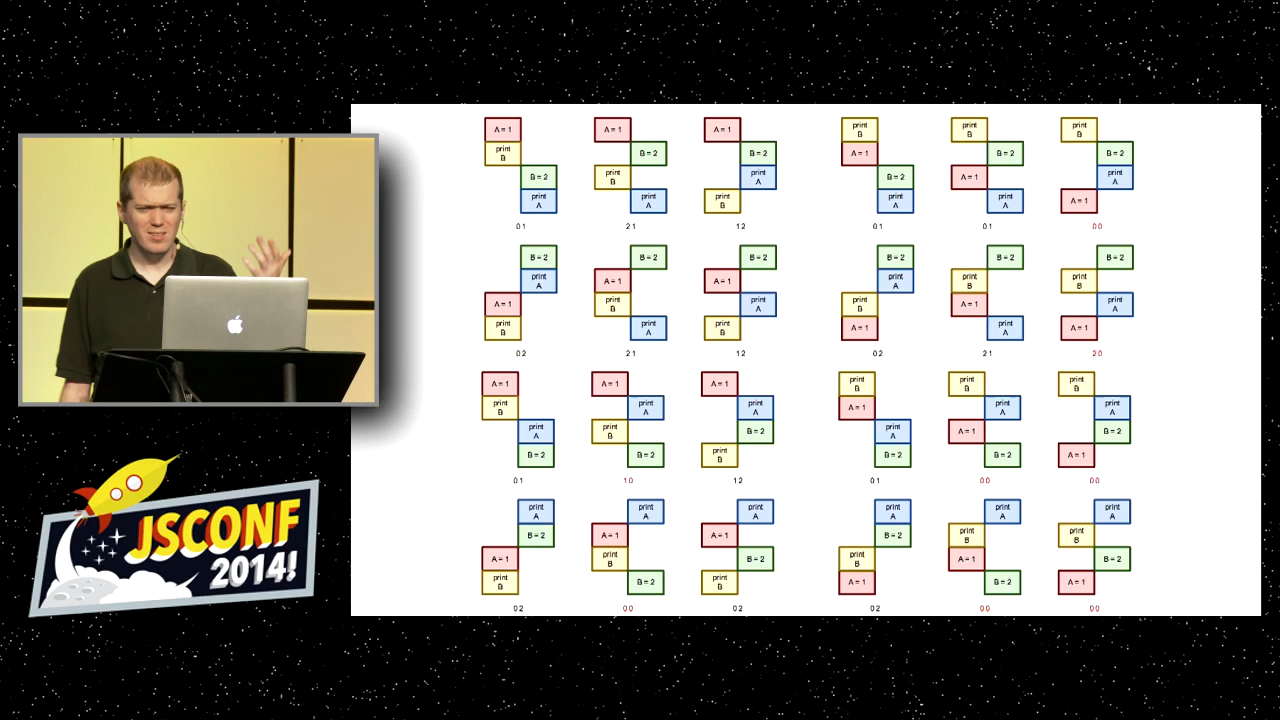 A = 1 A = 1 A = 1 print B print B print B
print B B = 2 B = 2 A = 1 B = 2 B = 2
B = 2 print B print A B = 2 A = 1 print A
print A print A print B print A print A A = 1
0 1 2 1 1 2 0 1 0 1 0 0
B = 2 B = 2 B = 2 B = 2 B = 2 B = 2
print A A = 1 A = 1 print A print B print B
A = 1 print B print A print B A = 1 print A
print B print A print B A = 1 print A A = 1
0 2 2 1 1 2 0 2 2 1 2 0
A = 1 A = 1 A = 1 print B print B print B
print B print A print A A = 1 print A print A
print A print B B = 2 print A A = 1 B = 2
B = 2 B = 2 print B B = 2 B = 2 A = 1
0 1 1 0 1 2 0 1 0 0 0 0
print A print A print A print A print A print A
B = 2 A = 1 A = 1 B = 2 print B print B
A = 1 print B B = 2 print B A = 1 B = 2
print B B = 2 print B A = 1 B = 2 A = 1
0 2 0 0 0 2 0 2 0 0 0 0
JSCONF
2014!